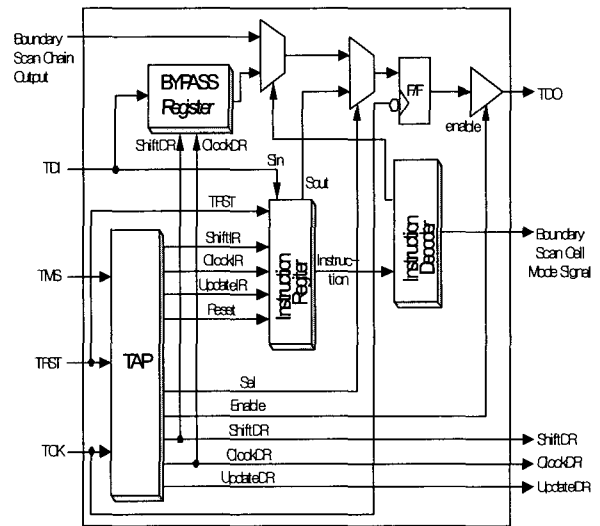 Boundary
Scan Chain
Output
BYPASS
Register
F/F
TDO
enable
ShiftDR
ClockDR
TDI
Sin
Sout
TRST
ShiftIR
ClockIR
UpdateIR
Reset
Instruction
Regiter
Instruc-
tion
Instruction
Decoder
Boundary
Scan Cell
Mode Signal
TMS
TRST
TAP
TCK
Sel
Enable
ShiftDR
ClockDR
UpdateDR
ShiftDR
ClockDR
UpdateDR